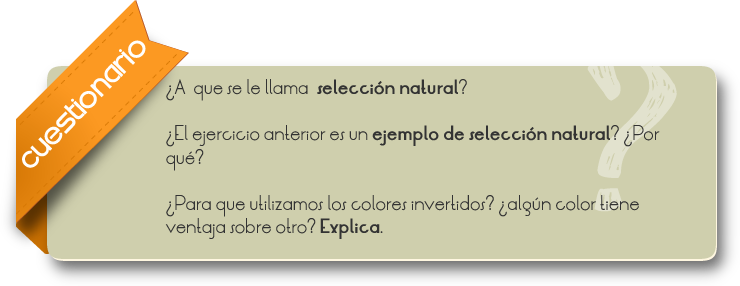 cuestionario
¿A que se le llama selección natural?
¿El ejercicio anterior es un ejemplo de selección natural? ¿Por
qué?
¿Para que utilizamos los colores invertidos? ¿algún color tiene
ventaja sobre otro? Explica.